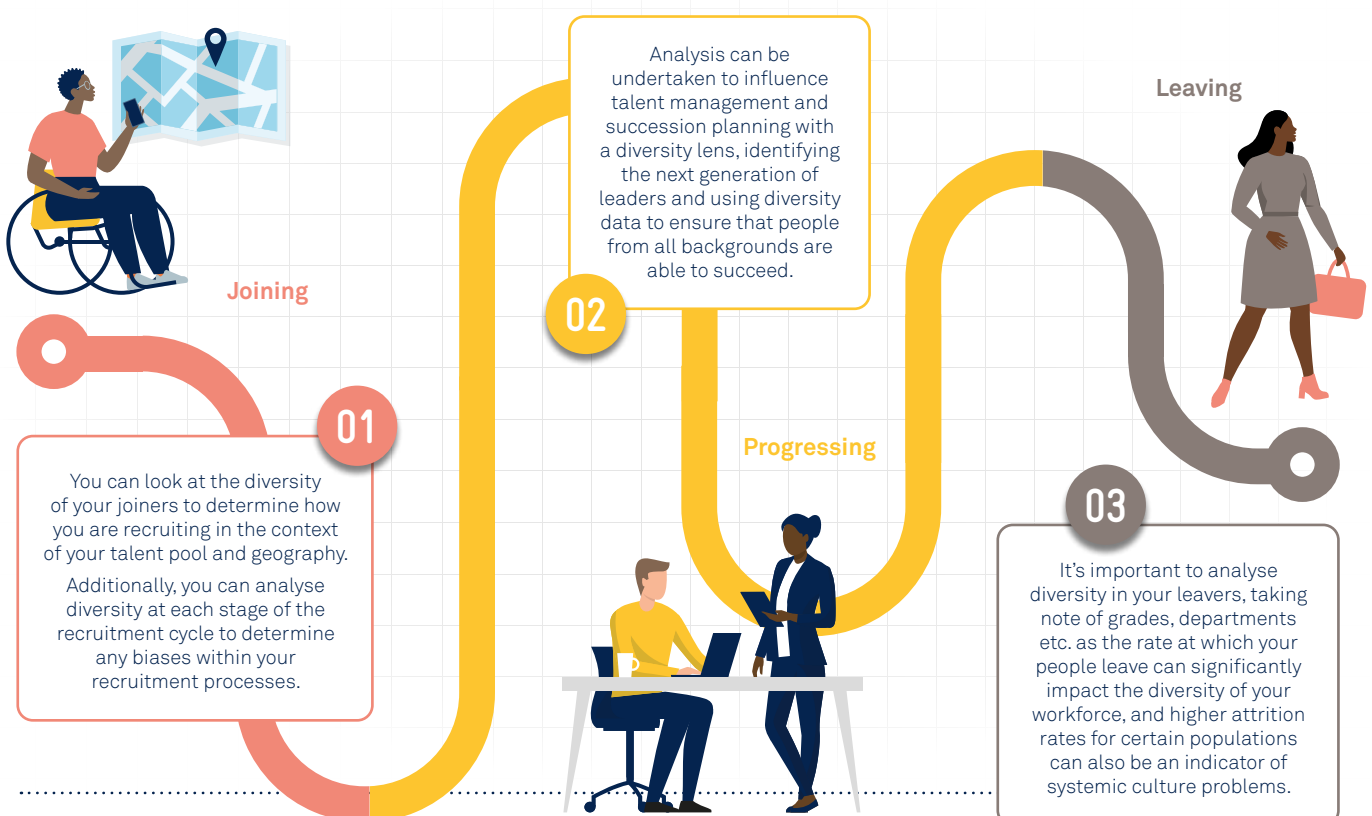 Joining
01
You can look at the diversity
of your joiners to determine how
you are recruiting in the context
of your talent pool and geography.
Additionally, you can analyse
diversity at each stage of the
recruitment cycle to determine
any biases within your
recruitment processes.
Analysis can be
undertaken to influence
talent management and
succession planning with
a diversity lens, identifying
the next generation of
leaders and using diversity
data to ensure that people
from all backgrounds are
able to succeed.
02
Progressing
Leaving
03
It’s important to analyse
diversity in your leavers, taking
note of grades, departments
etc. as the rate at which your
people leave can significantly
impact the diversity of your
workforce, and higher attrition
rates for certain populations
can also be an indicator of
systemic culture problems.